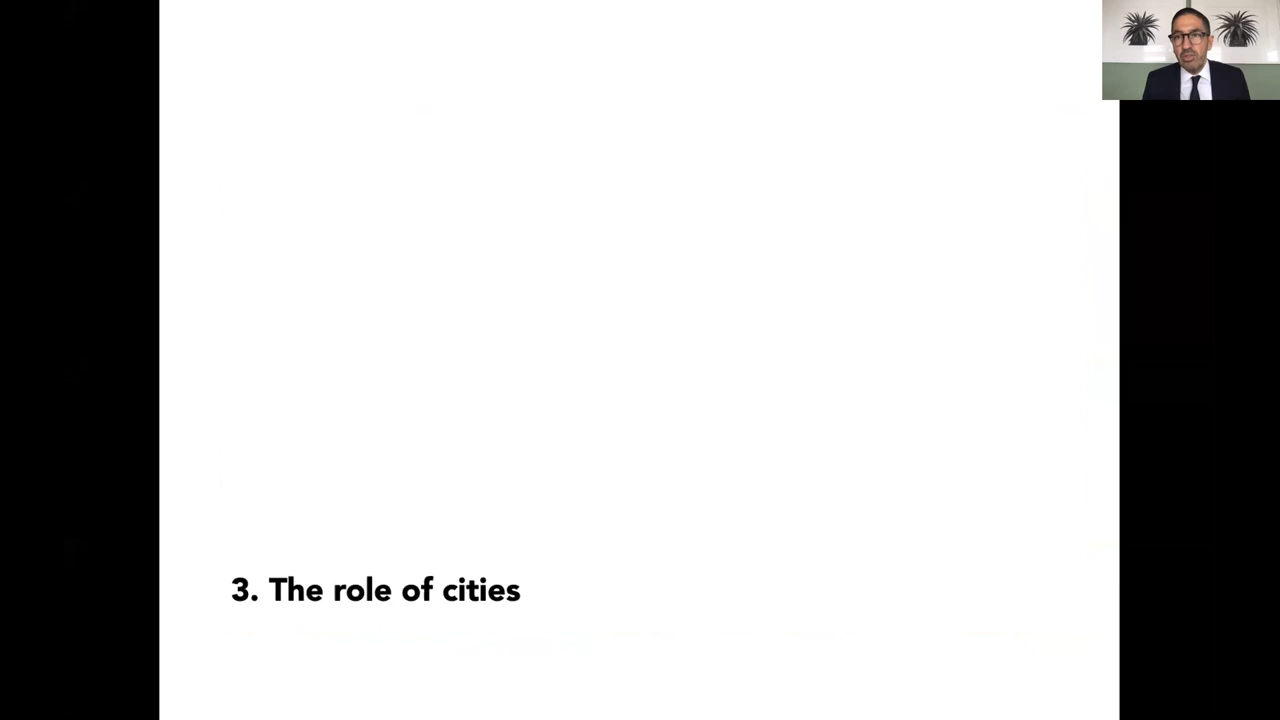 3. The role of cities